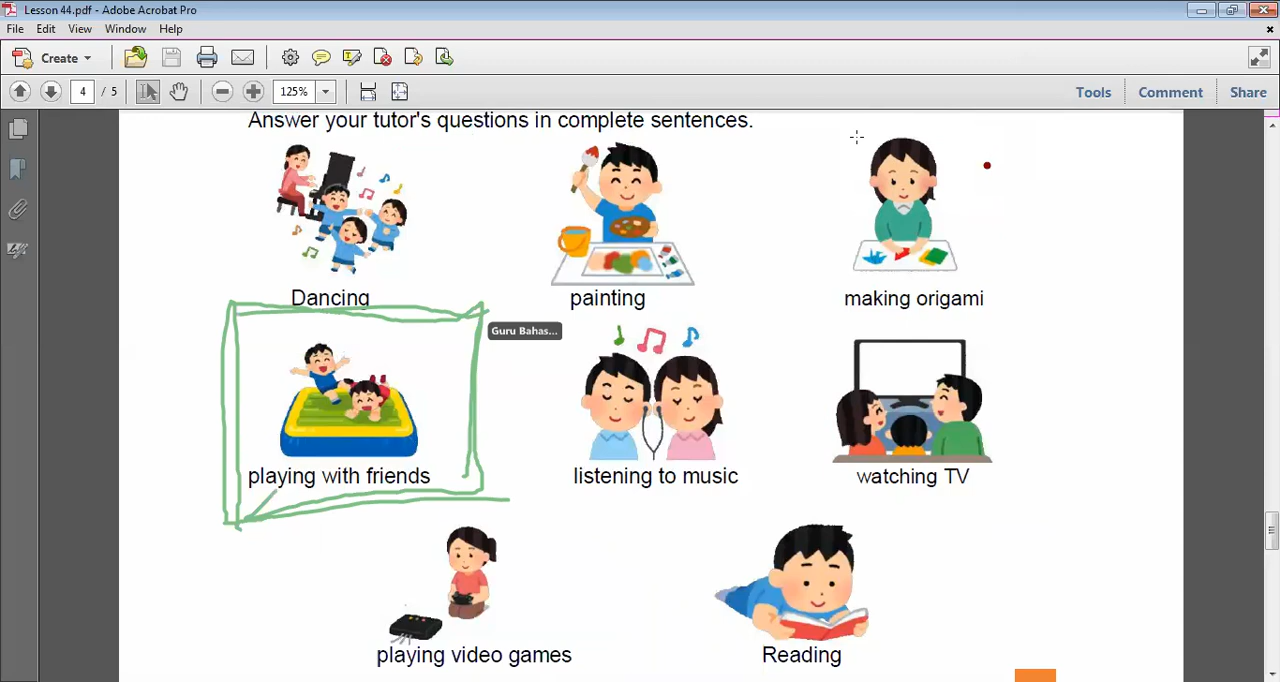 Lesson 44.pdf - Adobe Acrobat Pro
File Edit View Window Help
Create
4 / 5 125% Tools Comment Share
Answer your tutor's questions in complete sentences.
Dancing painting making origami
Guru Bahas...
playing with friends listening to music watching TV
playing video games Reading